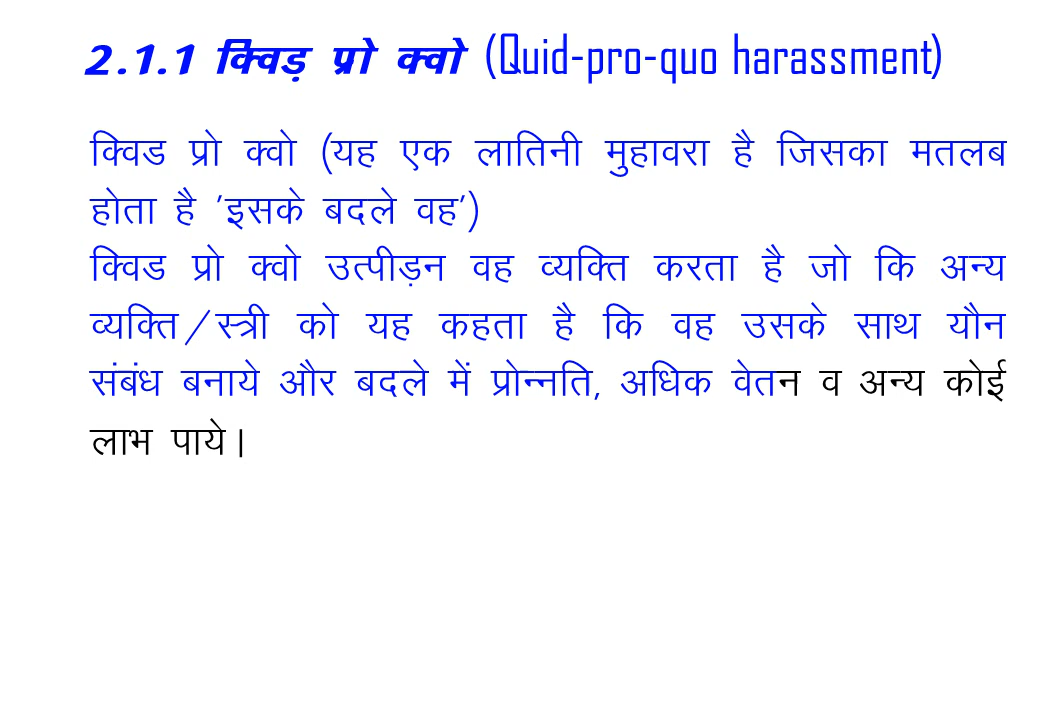 2.1.1 क्विड़ प्रो क्वो (Quid-pro-quo harassment)
क्विड प्रो क्वो (यह एक लातिनी मुहावरा है जिसका मतलब
होता है 'इसके बदले वह')
क्विड प्रो क्वो उत्पीड़न वह व्यक्ति करता है जो कि अन्य
व्यक्ति/स्त्री को यह कहता है कि वह उसके साथ यौन
संबंध बनाये और बदले में प्रोन्नति, अधिक वेतन व अन्य कोई
लाभ पाये।